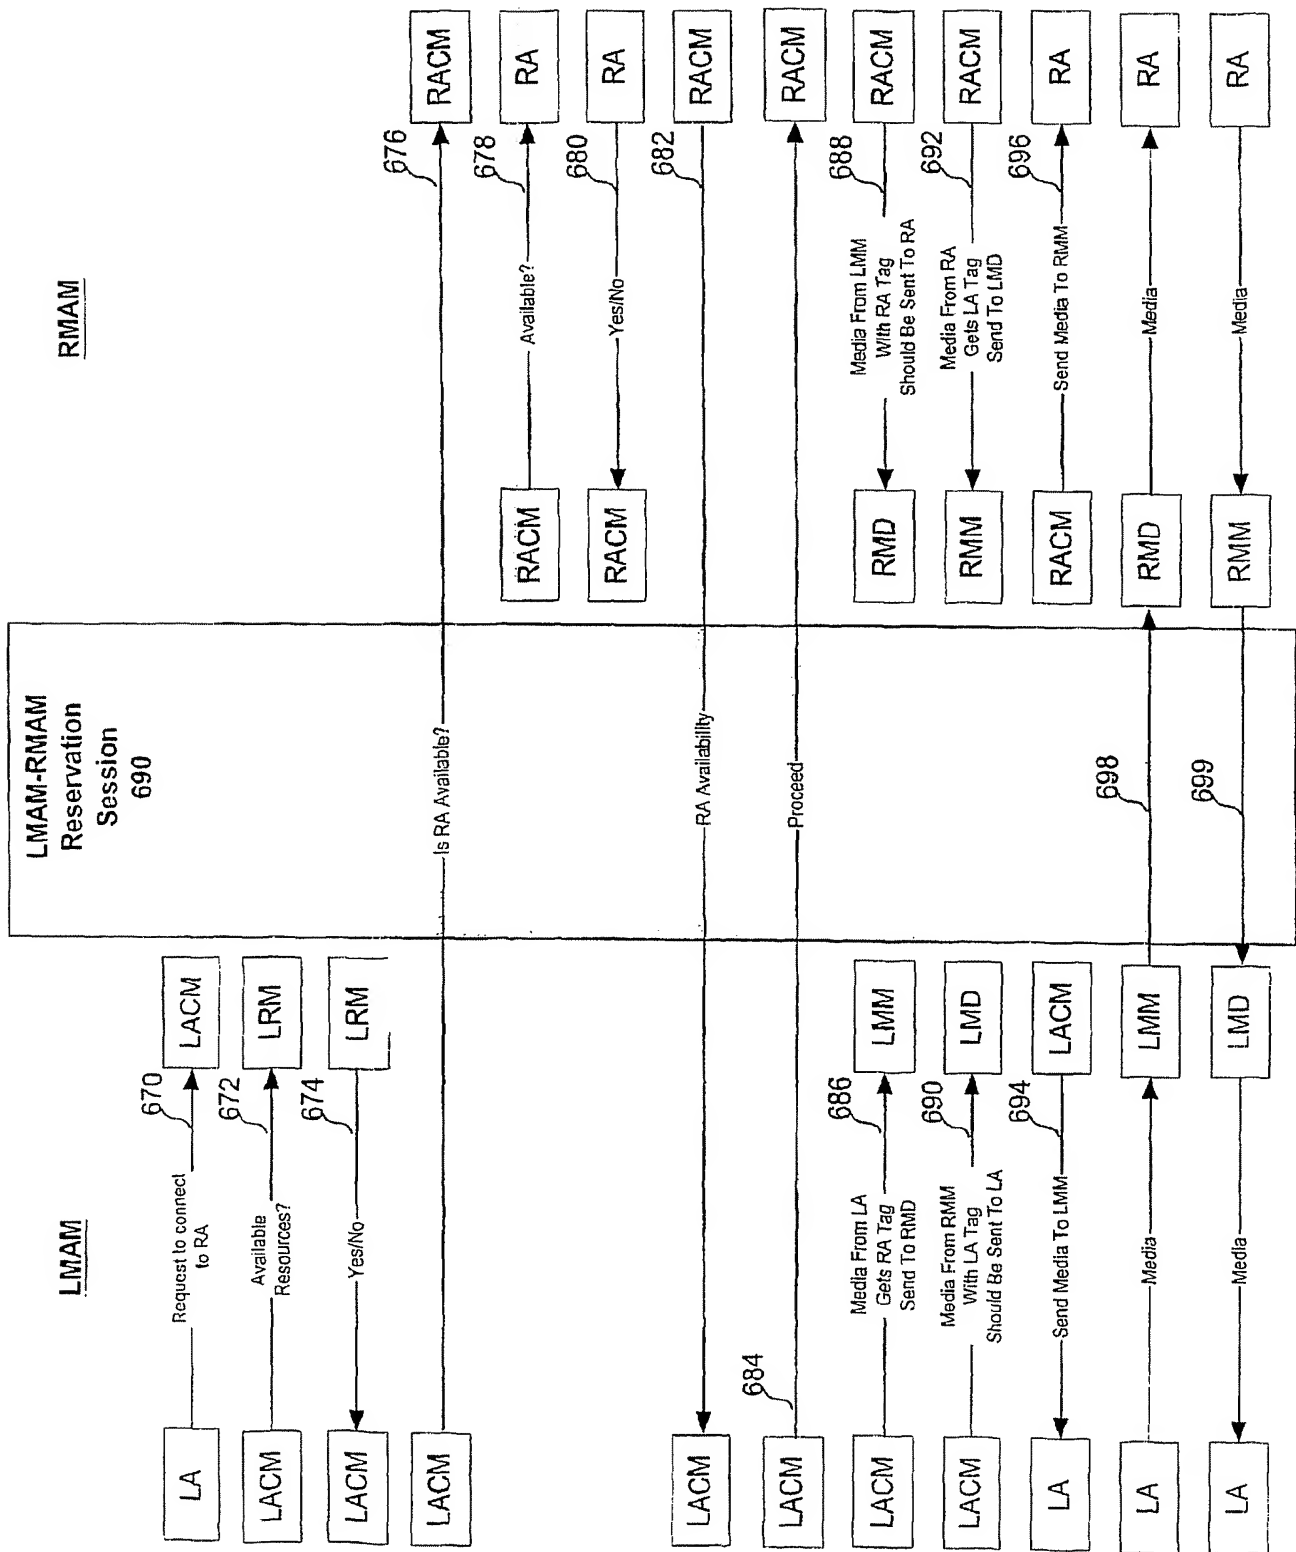 LMAM
LMAM-RMAM
Reservation
Session
690
RMAM
LA
Request to connect
to RA
670
LACM
LACM
Available
Resources?
672
LRM
LACM
Yes/No
674
LRM
LACM
Is RA Available?
676
RACM
RACM
Available?
678
RA
RACM
Yes/No
680
RA
LACM
RA Availability
682
RACM
LACM
684
Proceed
RACM
LACM
Media From LA
Gets RA Tag
Send To RMD
686
LMM
RMD
Media From LMM
With RA Tag
Should Be Sent To RA
688
RACM
LACM
Media From RMM
With LA Tag
Should Be Sent To LA
690
LMD
RMM
Media From RA
Gets LA Tag
Send To LMD
692
RACM
LA
Send Media To LMM
694
LACM
RACM
Send Media To RMM
696
RA
LA
Media
LMM
698
RMD
Media
RA
LA
Media
LMD
699
RMM
Media
RA